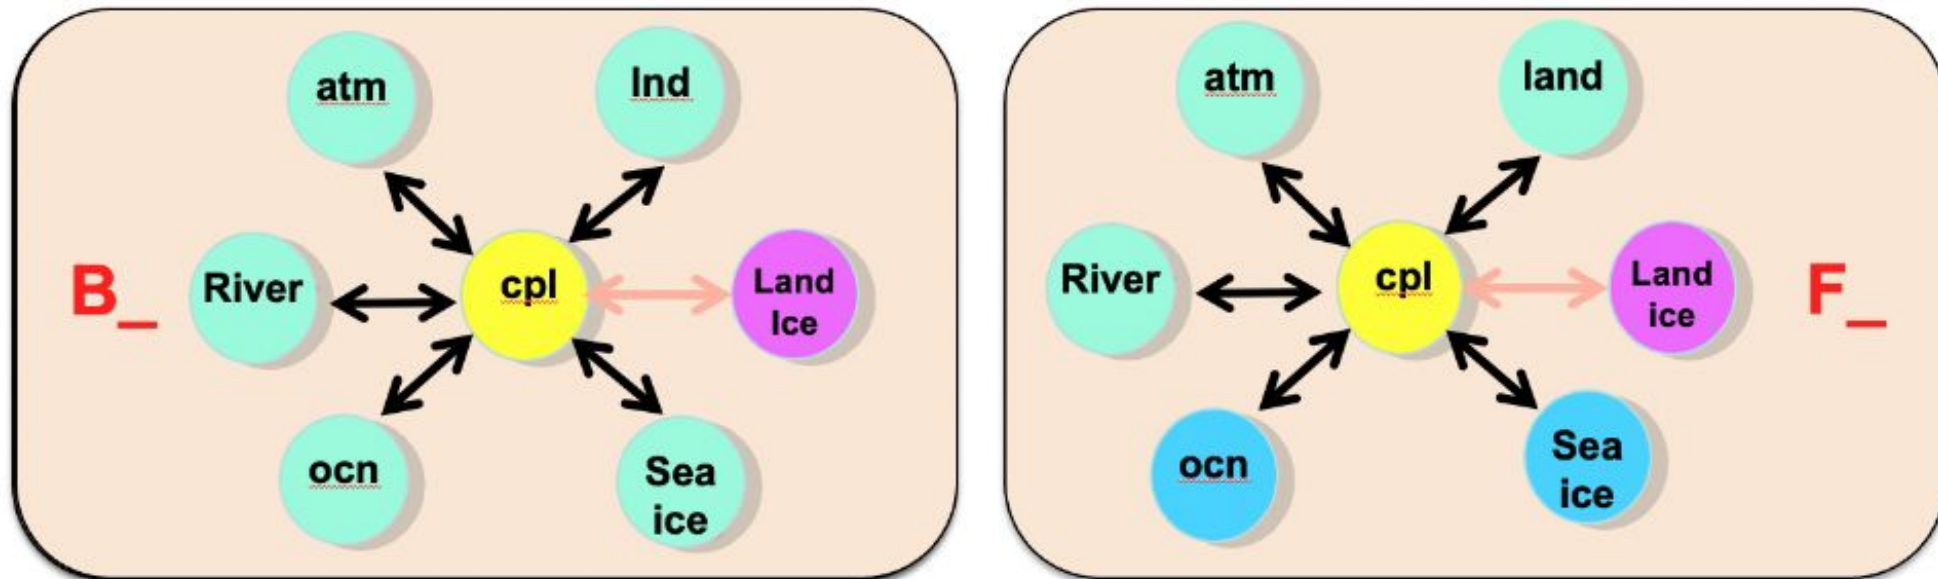 atm
lnd
B_
River
cpl
Land
Ice
ocn
Sea
ice
atm
land
River
cpl
Land
ice
F_
ocn
Sea
ice